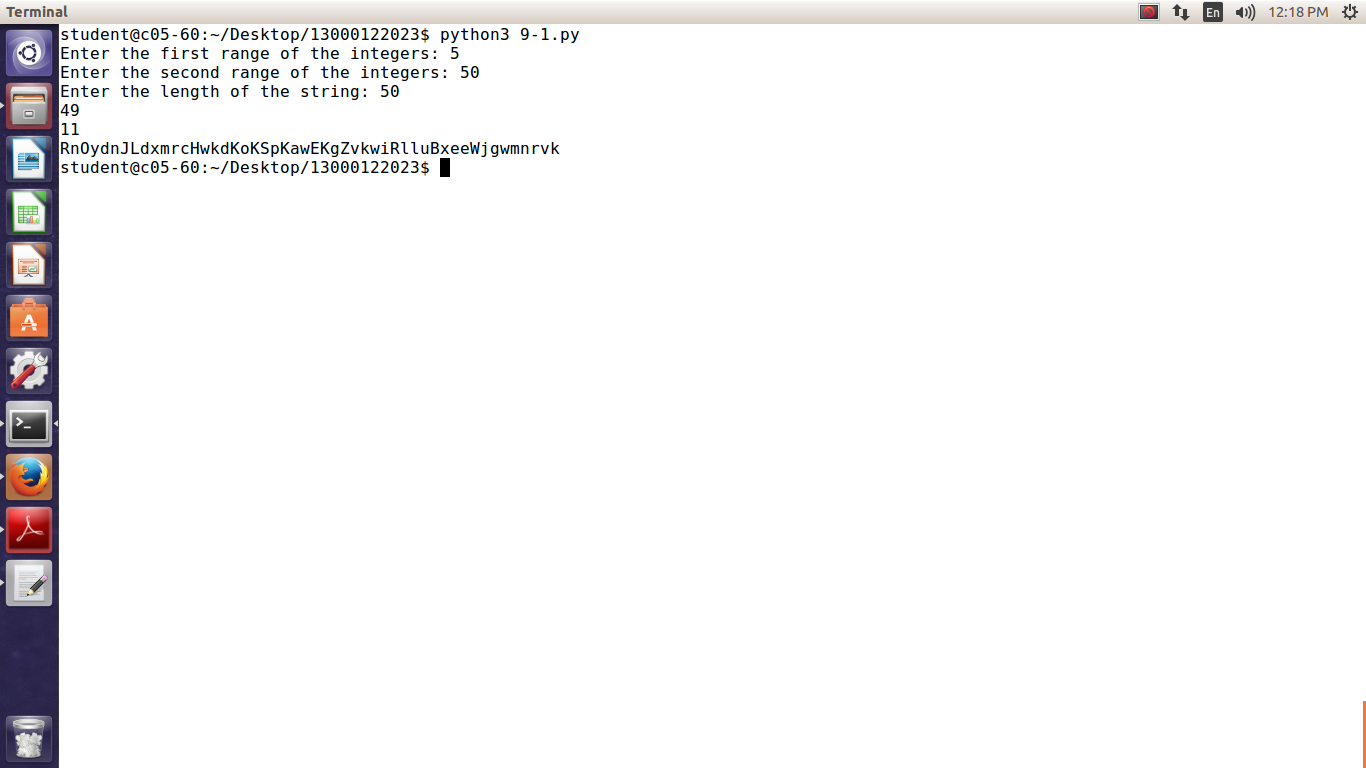 Terminal
En
12:18 PM
student@c05-60:~/Desktop/13000122023$ python3 9-1.py
Enter the first range of the integers: 5
Enter the second range of the integers: 50
Enter the length of the string: 50
49
11
RnOydnJLdxmrcHwkdKoKSpKawEKgZvkwiRlluBxeeWjgwmnrvk
student@c05-60:~/Desktop/13000122023$